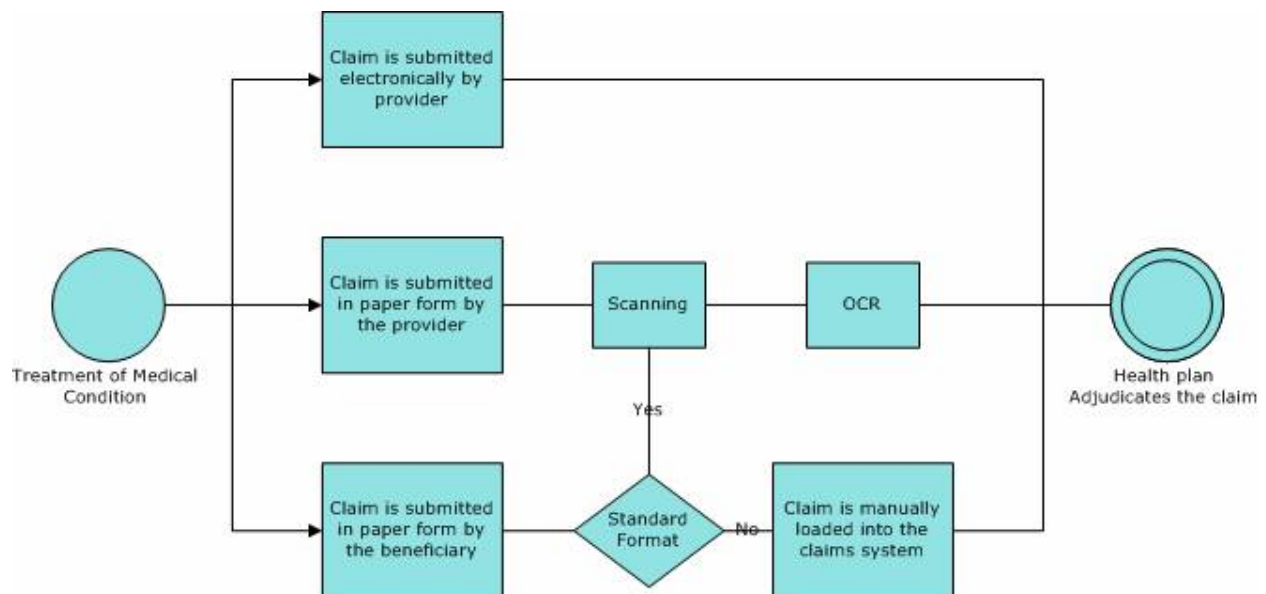 Claim is submitted
electronically by
provider
Treatment of Medical
Condition
Claim is submitted
in paper form by
the provider
Scanning
OCR
Health plan
Adjudicates the claim
Yes
Claim is submitted
in paper form by
the beneficiary
Standard
Format
No
Claim is manually
loaded into the
claims system